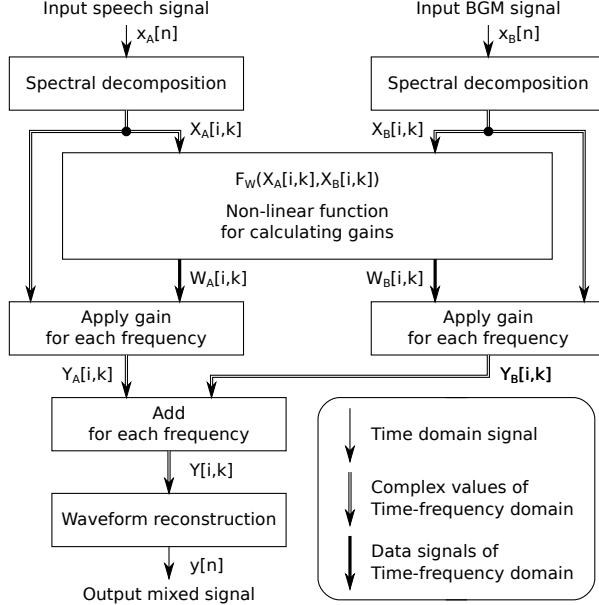 Input speech signal
Input BGM signal
x_A[n]
x_B[n]
Spectral decomposition
Spectral decomposition
X_A[i,k]
X_B[i,k]
F_W(X_A[i,k],X_B[i,k])
Non-linear function
for calculating gains
W_A[i,k]
W_B[i,k]
Apply gain
for each frequency
Apply gain
for each frequency
Y_A[i,k]
Y_B[i,k]
Add
for each frequency
Y[i,k]
Waveform reconstruction
y[n]
Output mixed signal
Time domain signal
Complex values of
Time-frequency domain
Data signals of
Time-frequency domain